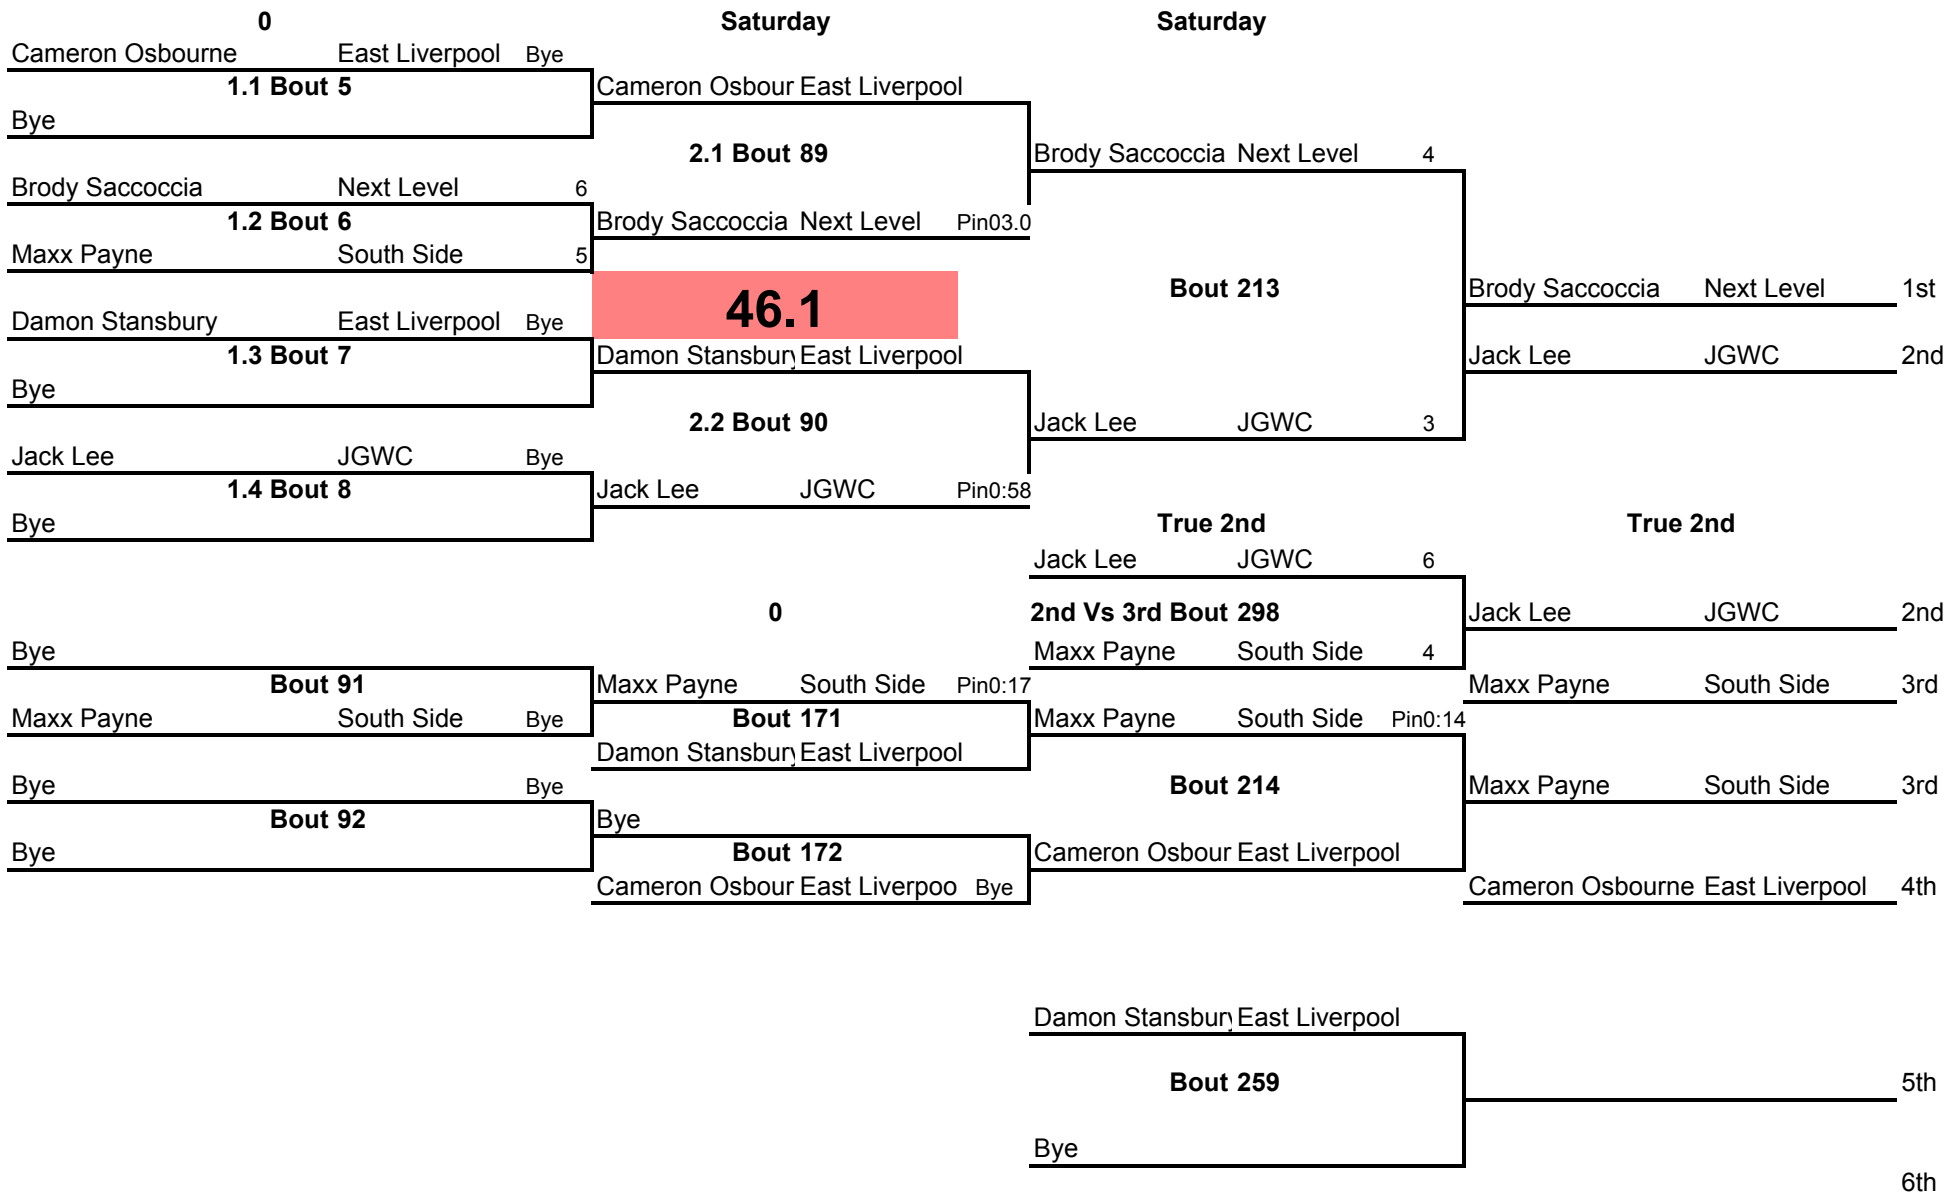 0 Saturday Saturday
Cameron Osbourne East Liverpool Bye
1.1 Bout 5 Cameron Osbour East Liverpool
Bye
2.1 Bout 89 Brody Saccoccia Next Level 4
Brody Saccoccia Next Level 6
1.2 Bout 6 Brody Saccoccia Next Level Pin03.0
Maxx Payne South Side 5
Bout 213 Brody Saccoccia Next Level 1st
46.1
Damon Stansbury East Liverpool Bye
1.3 Bout 7 Damon Stansbury East Liverpool Jack Lee JGWC 2nd
Bye
2.2 Bout 90 Jack Lee JGWC 3
Jack Lee JGWC Bye
1.4 Bout 8 Jack Lee JGWC Pin0:58
Bye True 2nd True 2nd
Jack Lee JGWC 6
0 2nd Vs 3rd Bout 298 Jack Lee JGWC 2nd
Bye Maxx Payne South Side 4
Bout 91 Maxx Payne South Side Pin0:17 Maxx Payne South Side 3rd
Maxx Payne South Side Bye Bout 171 Maxx Payne South Side Pin0:14
Damon Stansbury East Liverpool
Bye Bye Bout 214 Maxx Payne South Side 3rd
Bout 92 Bye
Bye Bout 172 Cameron Osbour East Liverpool
Cameron Osbour East Liverpoo Bye Cameron Osbourne East Liverpool 4th
Damon Stansbury East Liverpool
Bout 259 5th
Bye
6th